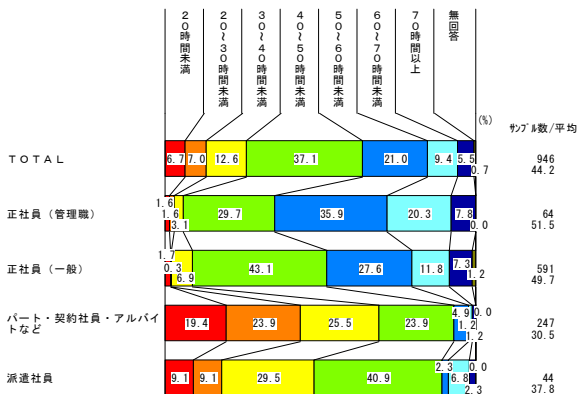 20時間未満
20～30時間未満
30～40時間未満
40～50時間未満
50～60時間未満
60～70時間未満
70時間以上
無回答
(%)
ｻﾝﾌﾟﾙ数/平均
ＴＯＴＡＬ
6.7 7.0 12.6 37.1 21.0 9.4 5.5 0.7
946
44.2
正社員（管理職）
1.6 1.6 3.1 29.7 35.9 20.3 7.8 0.0
64
51.5
正社員（一般）
1.7 0.3 6.9 43.1 27.6 11.8 7.3 1.2
591
49.7
パート・契約社員・アルバイ
トなど
19.4 23.9 25.5 23.9 4.9 1.2 0.0 1.2
247
30.5
派遣社員
9.1 9.1 29.5 40.9 2.3 6.8 2.3 0.0
44
37.8